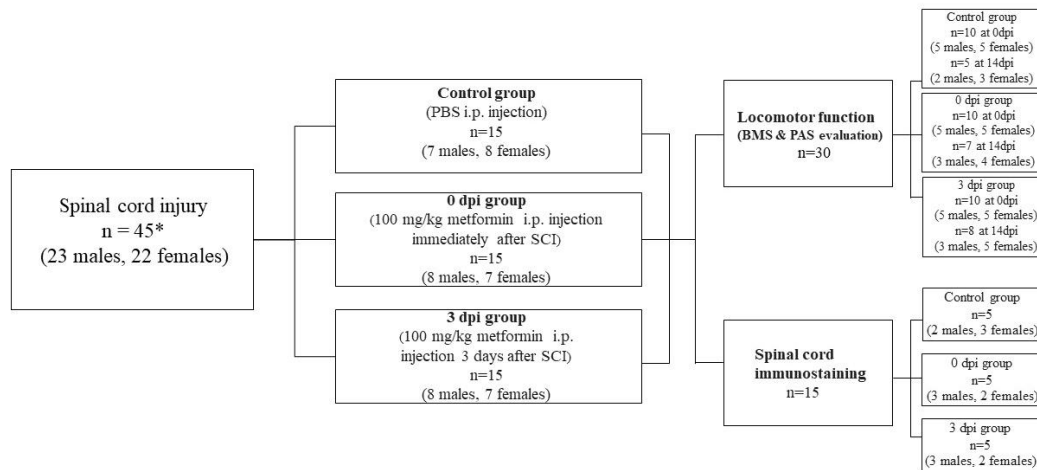 Spinal cord injury
n = 45*
(23 males, 22 females)
Control group
(PBS i.p. injection)
n=15
(7 males, 8 females)
0 dpi group
(100 mg/kg metformin i.p. injection
immediately after SCI)
n=15
(8 males, 7 females)
3 dpi group
(100 mg/kg metformin i.p.
injection 3 days after SCI)
n=15
(8 males, 7 females)
Locomotor function
(BMS & PAS evaluation)
n=30
Spinal cord
immunostaining
n=15
Control group
n=10 at 0dpi
(5 males, 5 females)
n=5 at 14dpi
(2 males, 3 females)
0 dpi group
n=10 at 0dpi
(5 males, 5 females)
n=7 at 14dpi
(3 males, 4 females)
3 dpi group
n=10 at 0dpi
(5 males, 5 females)
n=8 at 14dpi
(3 males, 5 females)
Control group
n=5
(2 males, 3 females)
0 dpi group
n=5
(3 males, 2 females)
3 dpi group
n=5
(3 males, 2 females)